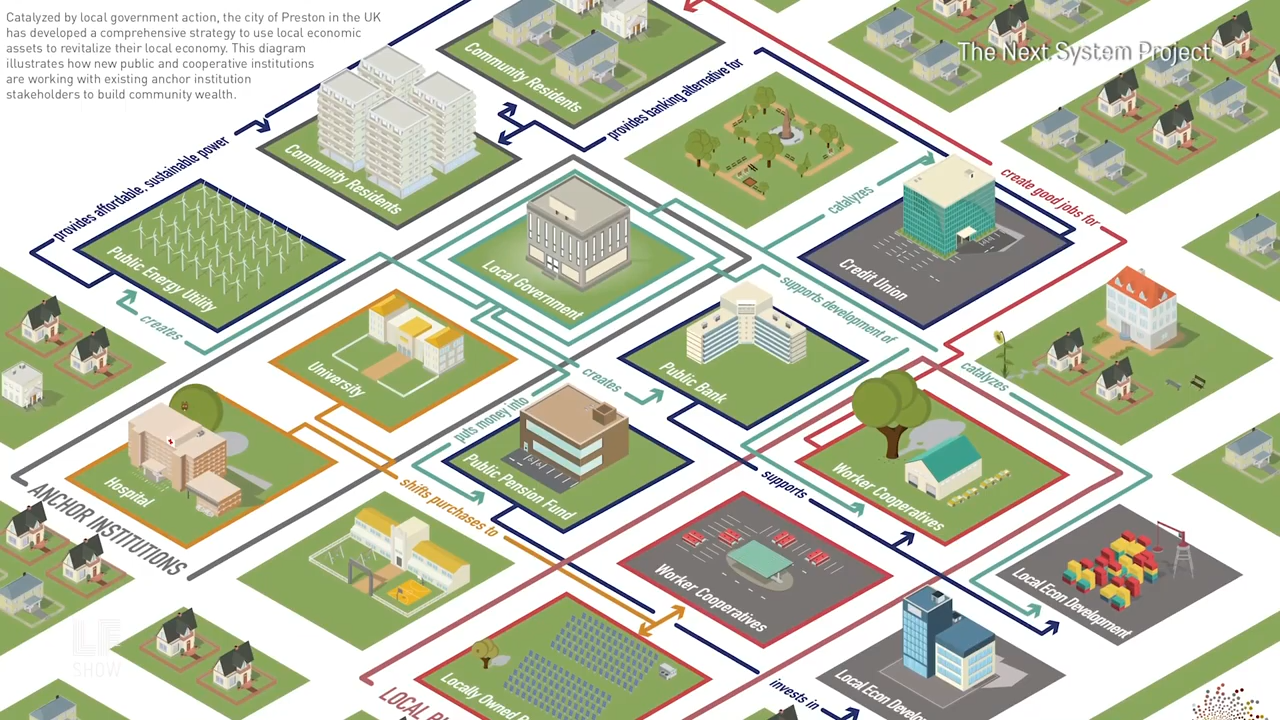 Catalyzed by local government action, the city of Preston in the UK
has developed a comprehensive strategy to use local economic
assets to revitalize their local economy. This diagram
illustrates how new public and cooperative institutions
are working with existing anchor institution
stakeholders to build community wealth.
The Next System Project
Community Residents
provides banking alternative for
Community Residents
provides affordable, sustainable power
create good jobs for
catalyzes
Public Energy Utility
Local Government
Credit Union
creates
supports development of
University
Public Bank
catalyzes
creates
puts money into
Hospital
Public Pension Fund
Worker Cooperatives
supports
shifts purchases to
ANCHOR INSTITUTIONS
Worker Cooperatives
Local Econ Development
LF
SHOW
Locally Owned
LOCAL
Local Econ
invests in